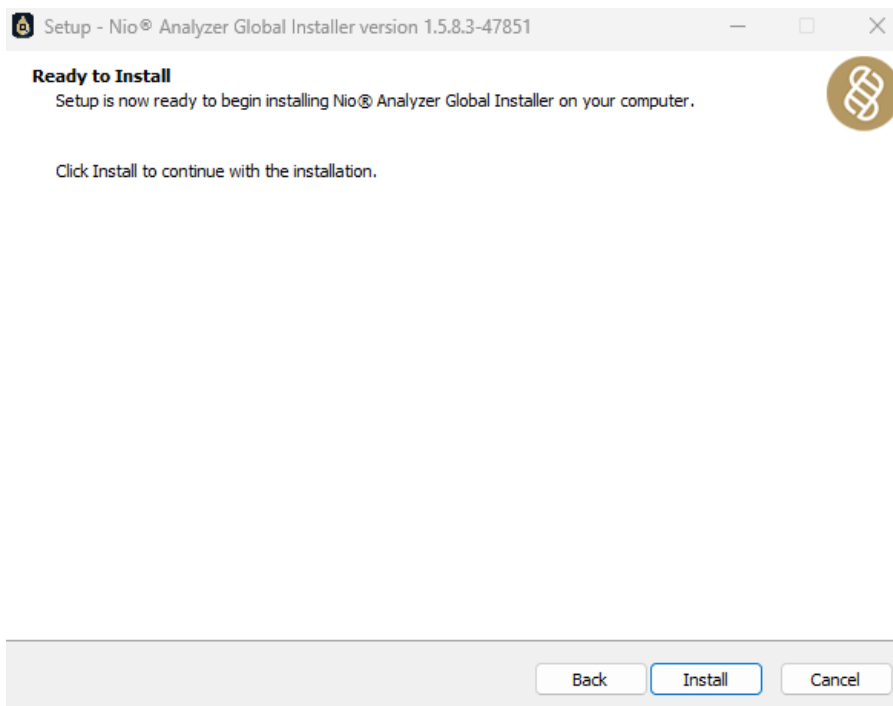 Setup - Nio® Analyzer Global Installer version 1.5.8.3-47851
Ready to Install
Setup is now ready to begin installing Nio® Analyzer Global Installer on your computer.
Click Install to continue with the installation.
Back Install Cancel